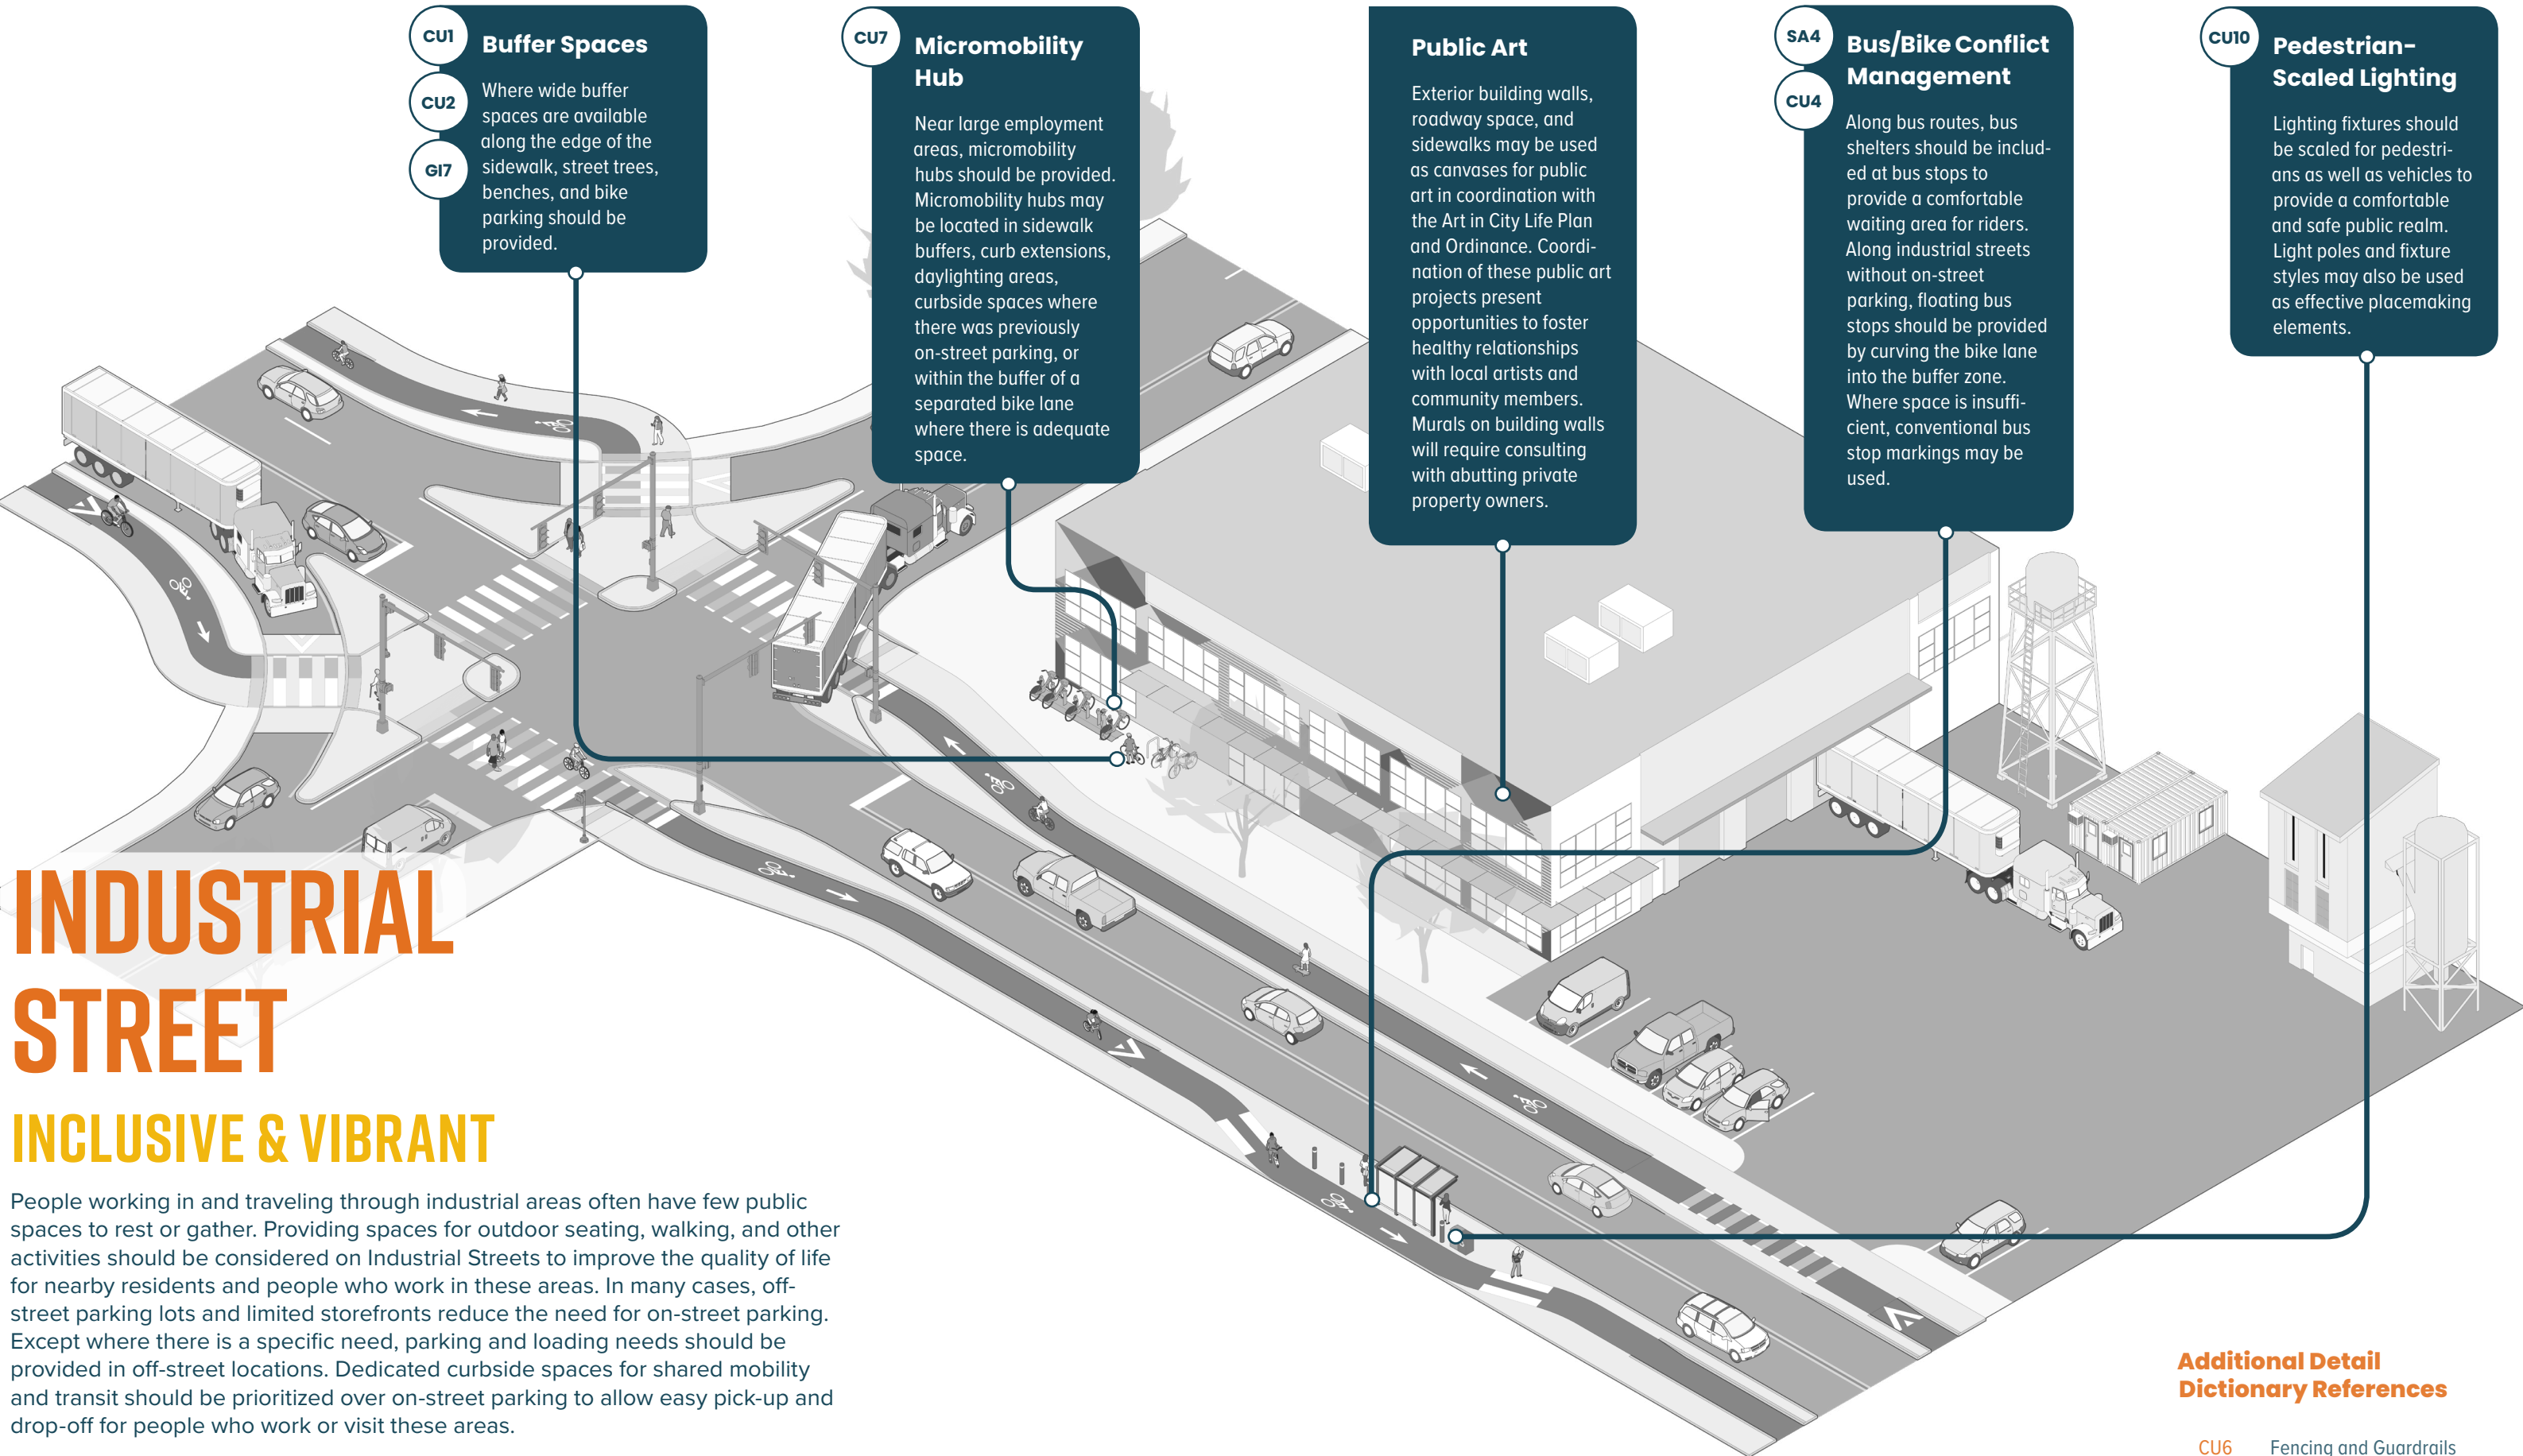 CU1
CU2
GI7
Buffer Spaces
Where wide buffer
spaces are available
along the edge of the
sidewalk, street trees,
benches, and bike
parking should be
provided.
CU7
Micromobility
Hub
Near large employment
areas, micromobility
hubs should be provided.
Micromobility hubs may
be located in sidewalk
buffers, curb extensions,
daylighting areas,
curbside spaces where
there was previously
on-street parking, or
within the buffer of a
separated bike lane
where there is adequate
space.
Public Art
Exterior building walls,
roadway space, and
sidewalks may be used
as canvases for public
art in coordination with
the Art in City Life Plan
and Ordinance. Coordi-
nation of these public art
projects present
opportunities to foster
healthy relationships
with local artists and
community members.
Murals on building walls
will require consulting
with abutting private
property owners.
SA4
CU4
Bus/Bike Conflict
Management
Along bus routes, bus
shelters should be includ-
ed at bus stops to
provide a comfortable
waiting area for riders.
Along industrial streets
without on-street
parking, floating bus
stops should be provided
by curving the bike lane
into the buffer zone.
Where space is insuffi-
cient, conventional bus
stop markings may be
used.
CU10
Pedestrian-
Scaled Lighting
Lighting fixtures should
be scaled for pedestri-
ans as well as vehicles to
provide a comfortable
and safe public realm.
Light poles and fixture
styles may also be used
as effective placemaking
elements.
INDUSTRIAL
STREET
INCLUSIVE & VIBRANT
People working in and traveling through industrial areas often have few public
spaces to rest or gather. Providing spaces for outdoor seating, walking, and other
activities should be considered on Industrial Streets to improve the quality of life
for nearby residents and people who work in these areas. In many cases, off-
street parking lots and limited storefronts reduce the need for on-street parking.
Except where there is a specific need, parking and loading needs should be
provided in off-street locations. Dedicated curbside spaces for shared mobility
and transit should be prioritized over on-street parking to allow easy pick-up and
drop-off for people who work or visit these areas.
Additional Detail
Dictionary References
CU6 Fencing and Guardrails